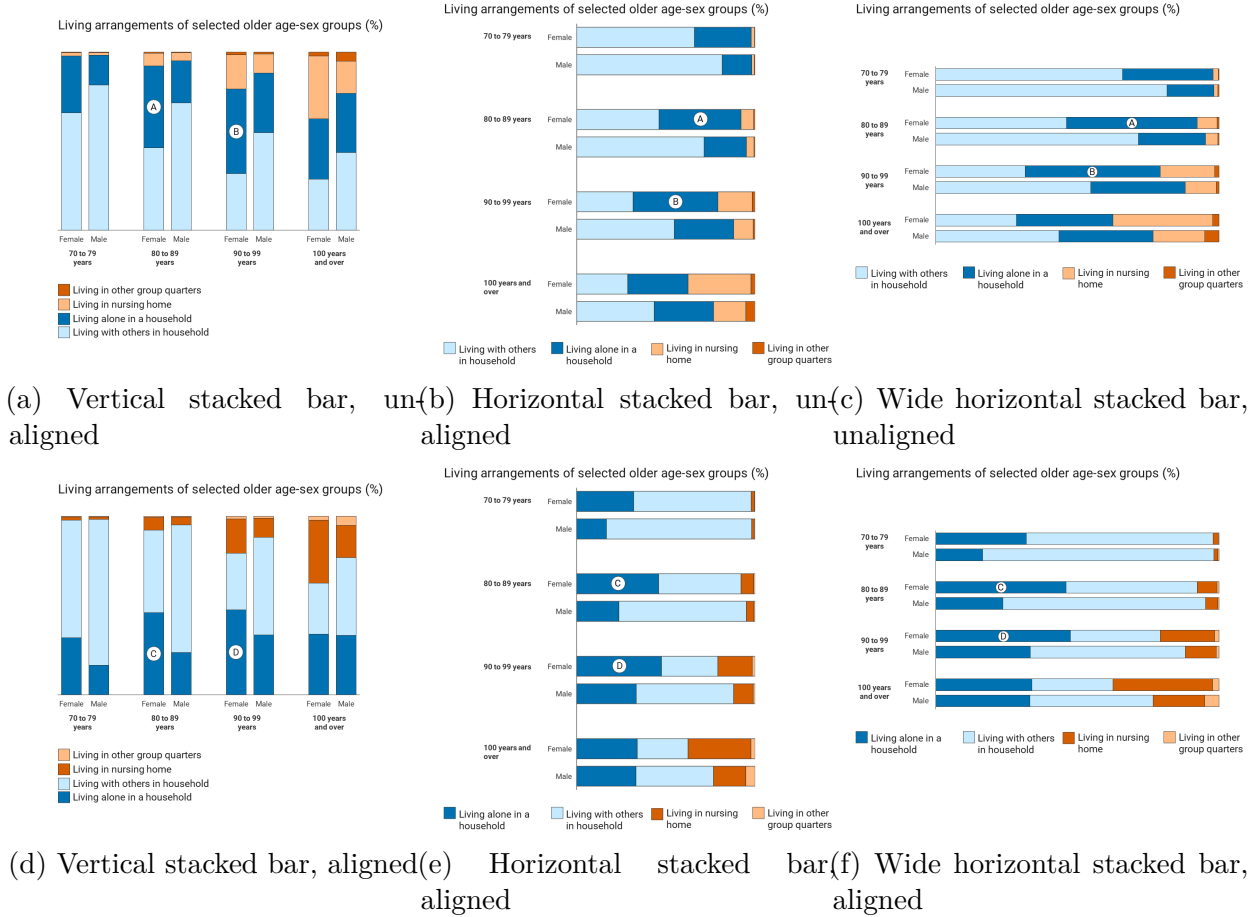 Living arrangements of selected older age-sex groups (%)
A
B
Female Male Female Male Female Male Female Male
70 to 79 years
80 to 89 years
90 to 99 years
100 years and over
Living in other group quarters
Living in nursing home
Living alone in a household
Living with others in household
(a) Vertical stacked bar, un-
aligned
Living arrangements of selected older age-sex groups (%)
70 to 79 years
Female
Male
80 to 89 years
Female
A
Male
90 to 99 years
Female
B
Male
100 years and
over
Female
Male
Living with others
in household
Living alone in a
household
Living in nursing
home
Living in other
group quarters
(b) Horizontal stacked bar, un-
aligned
Living arrangements of selected older age-sex groups (%)
70 to 79
years
Female
Male
80 to 89
years
Female
A
Male
90 to 99
years
Female
B
Male
100 years
and over
Female
Male
Living with others
in household
Living alone in a
household
Living in nursing
home
Living in other
group quarters
(c) Wide horizontal stacked bar,
unaligned
Living arrangements of selected older age-sex groups (%)
C
D
Female Male Female Male Female Male Female Male
70 to 79 years
80 to 89 years
90 to 99 years
100 years and over
Living in other group quarters
Living in nursing home
Living with others in household
Living alone in a household
(d) Vertical stacked bar, aligned
Living arrangements of selected older age-sex groups (%)
70 to 79 years
Female
Male
80 to 89 years
Female
C
Male
90 to 99 years
Female
D
Male
100 years and
over
Female
Male
Living alone in a
household
Living with others
in household
Living in nursing
home
Living in other
group quarters
(e) Horizontal stacked bar,
aligned
Living arrangements of selected older age-sex groups (%)
70 to 79
years
Female
Male
80 to 89
years
Female
C
Male
90 to 99
years
Female
D
Male
100 years
and over
Female
Male
Living alone in a
household
Living with others
in household
Living in nursing
home
Living in other
group quarters
(f) Wide horizontal stacked bar,
aligned